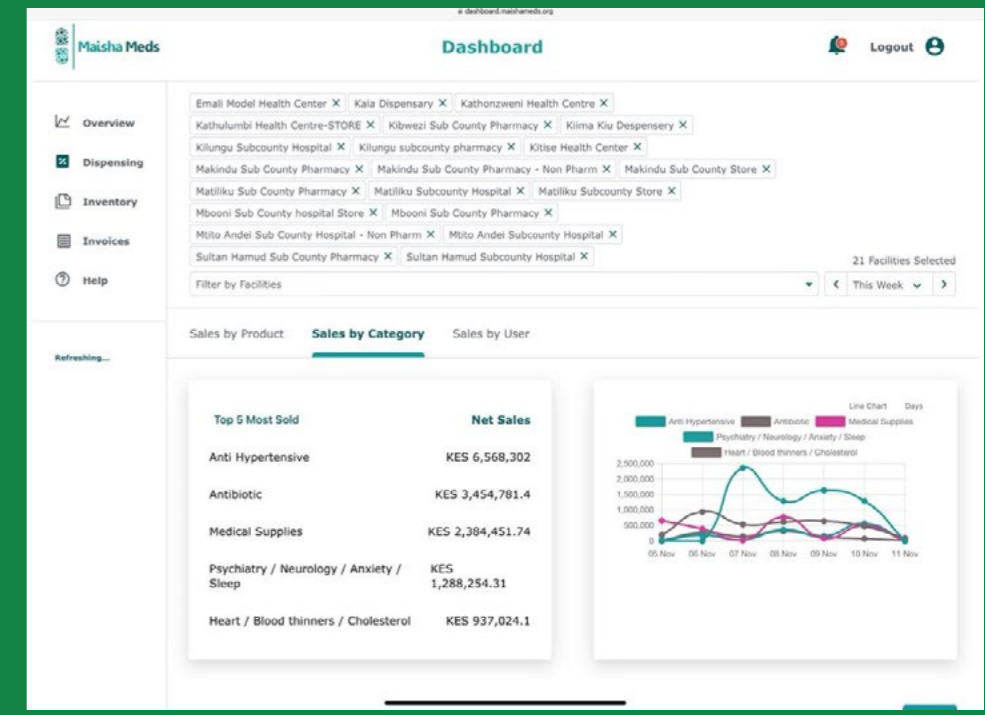 dashboard.maishameds.org
Maisha Meds
Dashboard
Logout
Overview
Dispensing
Inventory
Invoices
Help
Refreshing...
Emali Model Health Center X Kaia Dispensary X Kathonzweni Health Centre X
Kathulumbi Health Centre-STORE X Kibwezi Sub County Pharmacy X Kiima Kiu Despensery X
Kilungu Subcounty Hospital X Kilungu subcounty pharmacy X Kitise Health Center X
Makindu Sub County Pharmacy X Makindu Sub County Pharmacy - Non Pharm X Makindu Sub County Store X
Matiliku Sub County Pharmacy X Matiliku Subcounty Hospital X Matiliku Subcounty Store X
Mbooni Sub County hospital Store X Mbooni Sub County Pharmacy X
Mtito Andei Sub County Hospital - Non Pharm X Mtito Andei Subcounty Hospital X
Sultan Hamud Sub County Pharmacy X Sultan Hamud Subcounty Hospital X
21 Facilities Selected
Filter by Facilities
< This Week >
Sales by Product Sales by Category Sales by User
Top 5 Most Sold Net Sales
Anti Hypertensive KES 6,568,302
Antibiotic KES 3,454,781.4
Medical Supplies KES 2,384,451.74
Psychiatry / Neurology / Anxiety / KES
Sleep 1,288,254.31
Heart / Blood thinners / Cholesterol KES 937,024.1
Line Chart Days
Anti Hypertensive Antibiotic Medical Supplies
Psychiatry / Neurology / Anxiety / Sleep
Heart / Blood thinners / Cholesterol
2,500,000
2,000,000
1,500,000
1,000,000
500,000
0
05 Nov 06 Nov 07 Nov 08 Nov 09 Nov 10 Nov 11 Nov